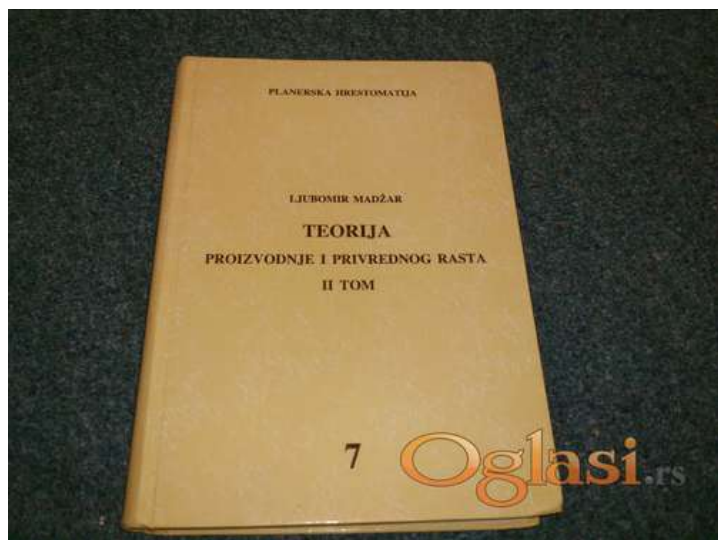 PLANERSKA HRESTOMATIJA
LJUBOMIR MADŽAR
TEORIJA
PROIZVODNJE I PRIVREDNOG RASTA
II TOM
7
Oglasi.rs